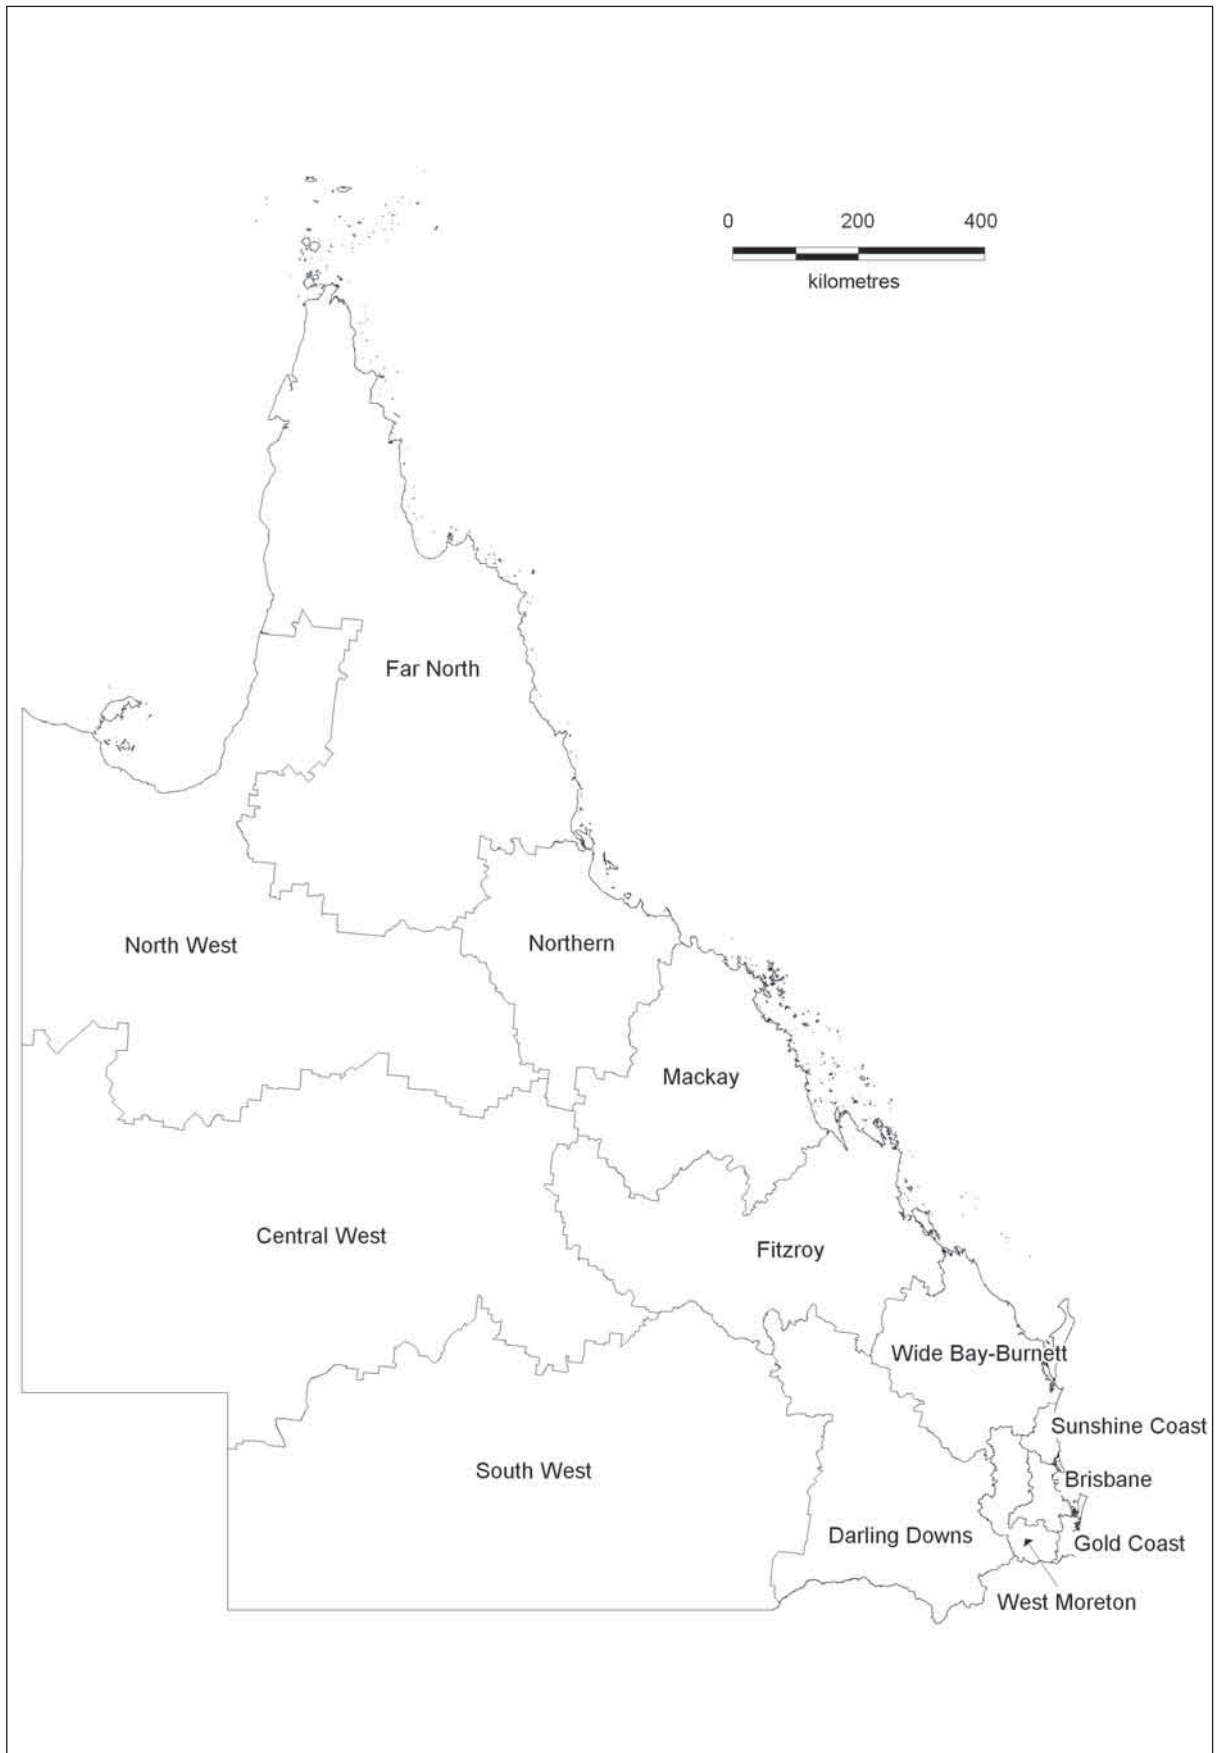 0 200 400
kilometres
Far North
North West
Northern
Mackay
Central West
Fitzroy
Wide Bay-Burnett
Sunshine Coast
South West
Brisbane
Darling Downs
Gold Coast
West Moreton